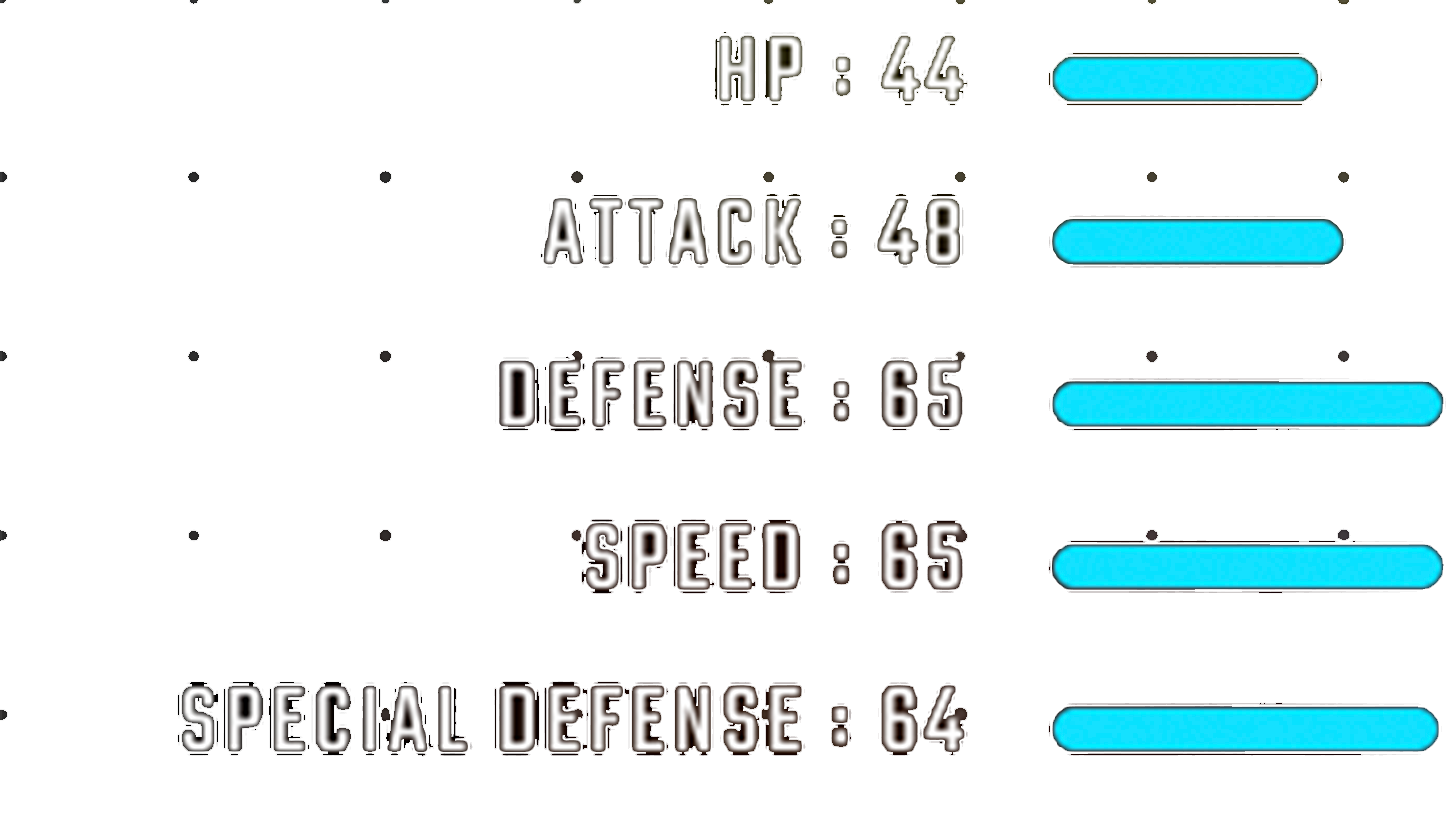 HP : 44
ATTACK : 48
DEFENSE : 65
SPEED : 65
SPECIAL DEFENSE : 64